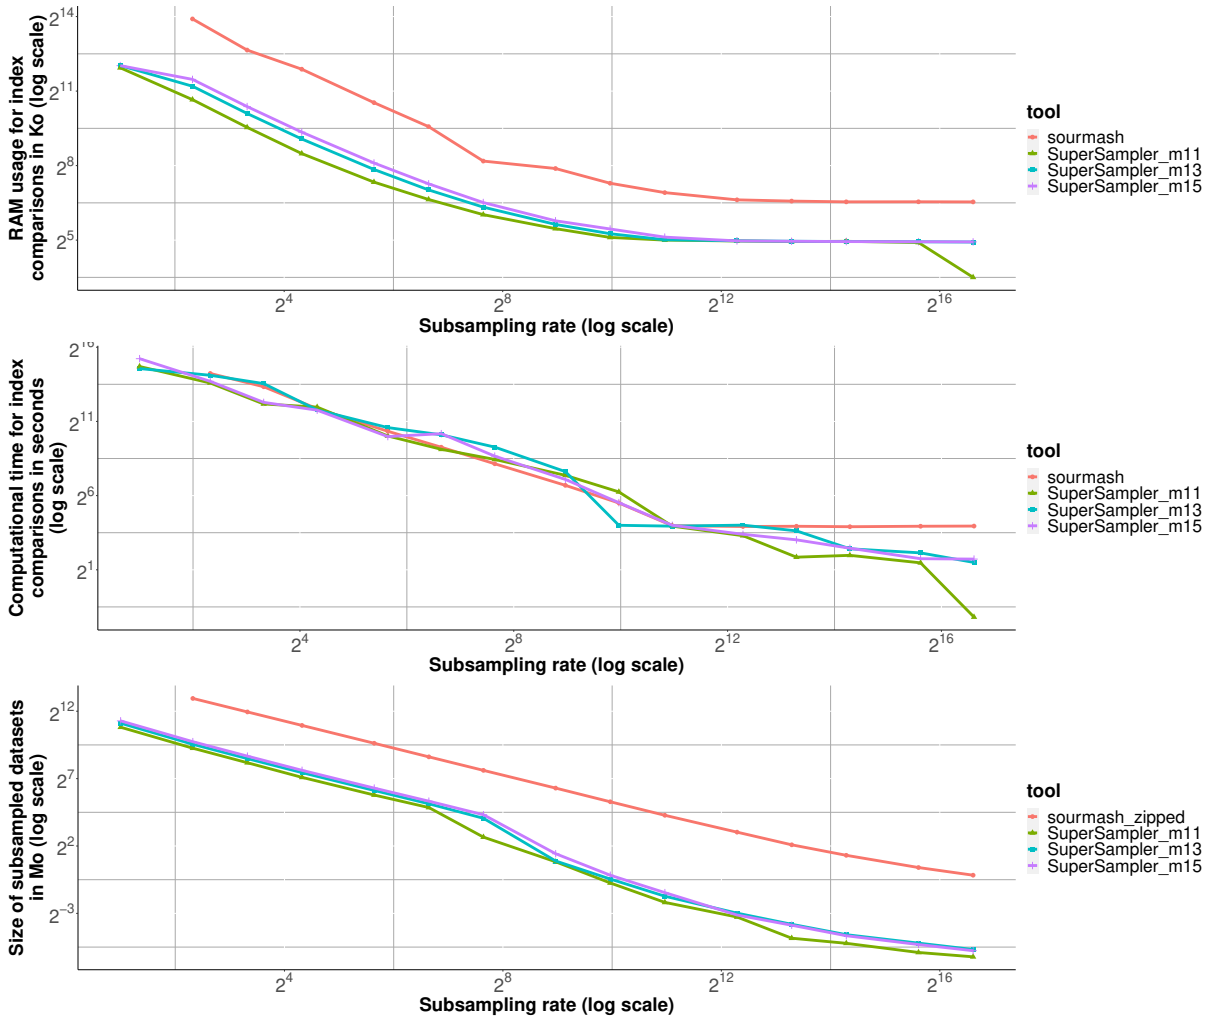 RAM usage for index
comparisons in Ko (log scale)
2^14
2^11
2^8
2^5
2^4
2^8
2^12
2^16
Subsampling rate (log scale)
tool
sourmash
SuperSampler_m11
SuperSampler_m13
SuperSampler_m15
Computational time for index
comparisons in seconds
(log scale)
2^11
2^6
2^1
2^4
2^8
2^12
2^16
Subsampling rate (log scale)
tool
sourmash
SuperSampler_m11
SuperSampler_m13
SuperSampler_m15
Size of subsampled datasets
in Mo (log scale)
2^12
2^7
2^2
2^−3
2^4
2^8
2^12
2^16
Subsampling rate (log scale)
tool
sourmash_zipped
SuperSampler_m11
SuperSampler_m13
SuperSampler_m15